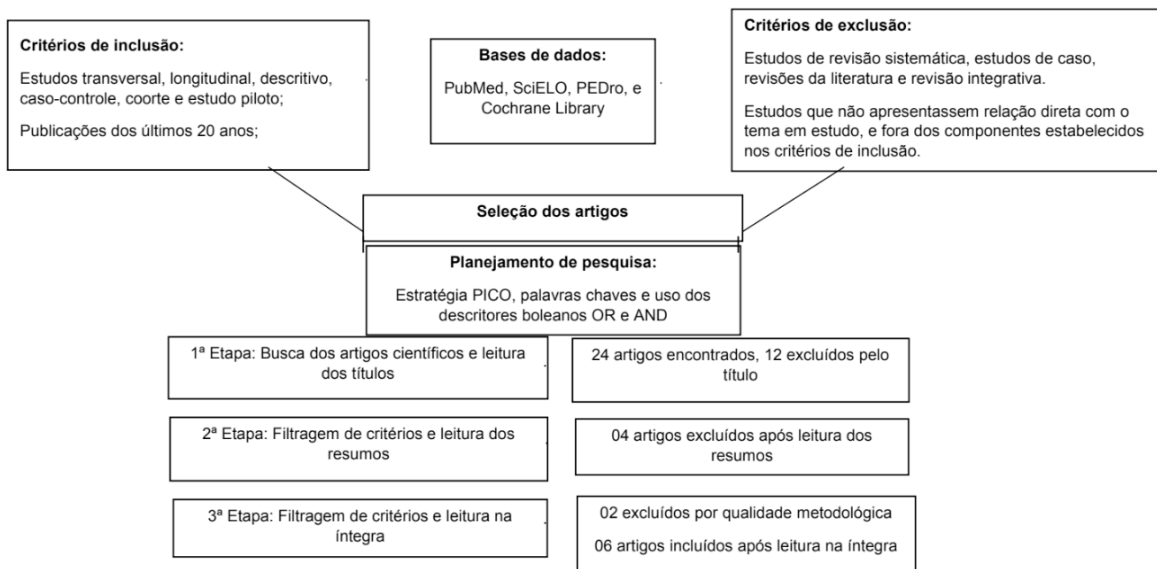 Critérios de inclusão:
Estudos transversal, longitudinal, descritivo,
caso-controle, coorte e estudo piloto;
Publicações dos últimos 20 anos;
Bases de dados:
PubMed, SciELO, PEDro, e
Cochrane Library
Critérios de exclusão:
Estudos de revisão sistemática, estudos de caso,
revisões da literatura e revisão integrativa.
Estudos que não apresentassem relação direta com o
tema em estudo, e fora dos componentes estabelecidos
nos critérios de inclusão.
Seleção dos artigos
Planejamento de pesquisa:
Estratégia PICO, palavras chaves e uso dos
descritores boleanos OR e AND
1ª Etapa: Busca dos artigos científicos e leitura
dos títulos
24 artigos encontrados, 12 excluídos pelo
título
2ª Etapa: Filtragem de critérios e leitura dos
resumos
04 artigos excluídos após leitura dos
resumos
3ª Etapa: Filtragem de critérios e leitura na
íntegra
02 excluídos por qualidade metodológica
06 artigos incluídos após leitura na íntegra